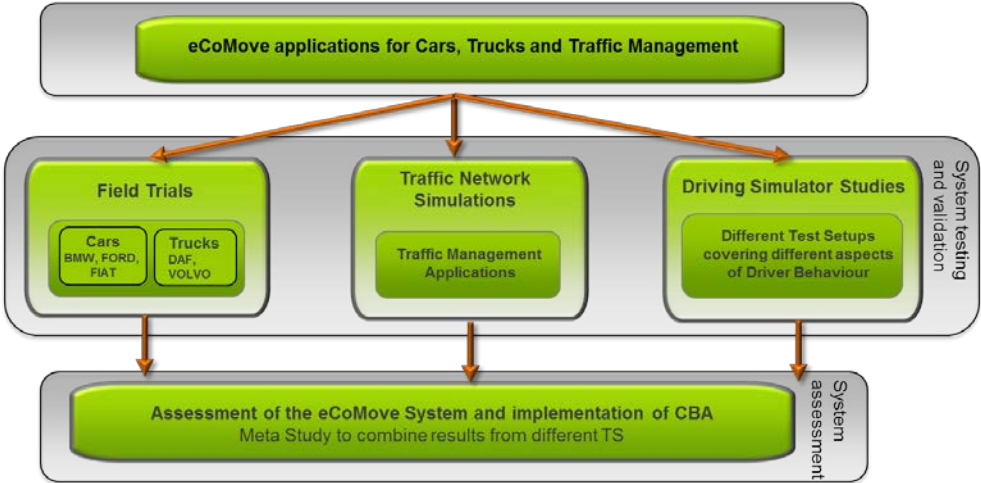 eCoMove applications for Cars, Trucks and Traffic Management
Field Trials
Cars
BMW, FORD,
FIAT
Trucks
DAF,
VOLVO
Traffic Network
Simulations
Traffic Management
Applications
Driving Simulator Studies
Different Test Setups
covering different aspects
of Driver Behaviour
System testing
and validation
Assessment of the eCoMove System and implementation of CBA
Meta Study to combine results from different TS
System
assessment